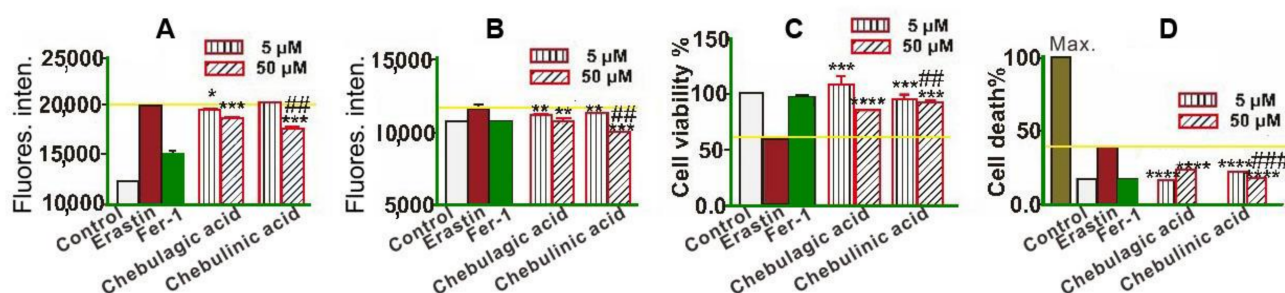 A
Fluores. inten.
25,000
20,000
15,000
10,000
5 µM
50 µM
*
***
##
***
Control
Erastin
Fer-1
Chebulagic acid
Chebulinic acid
B
Fluores. inten.
15,000
10,000
5,000
5 µM
50 µM
**
**
**
##
***
Control
Erastin
Fer-1
Chebulagic acid
Chebulinic acid
C
Cell viability %
150
100
50
0.0
5 µM
50 µM
***
****
***
##
***
Control
Erastin
Fer-1
Chebulagic acid
Chebulinic acid
D
Cell death%
100
50
0.0
Max.
5 µM
50 µM
****
****
****
###
****
Control
Erastin
Fer-1
Chebulagic acid
Chebulinic acid